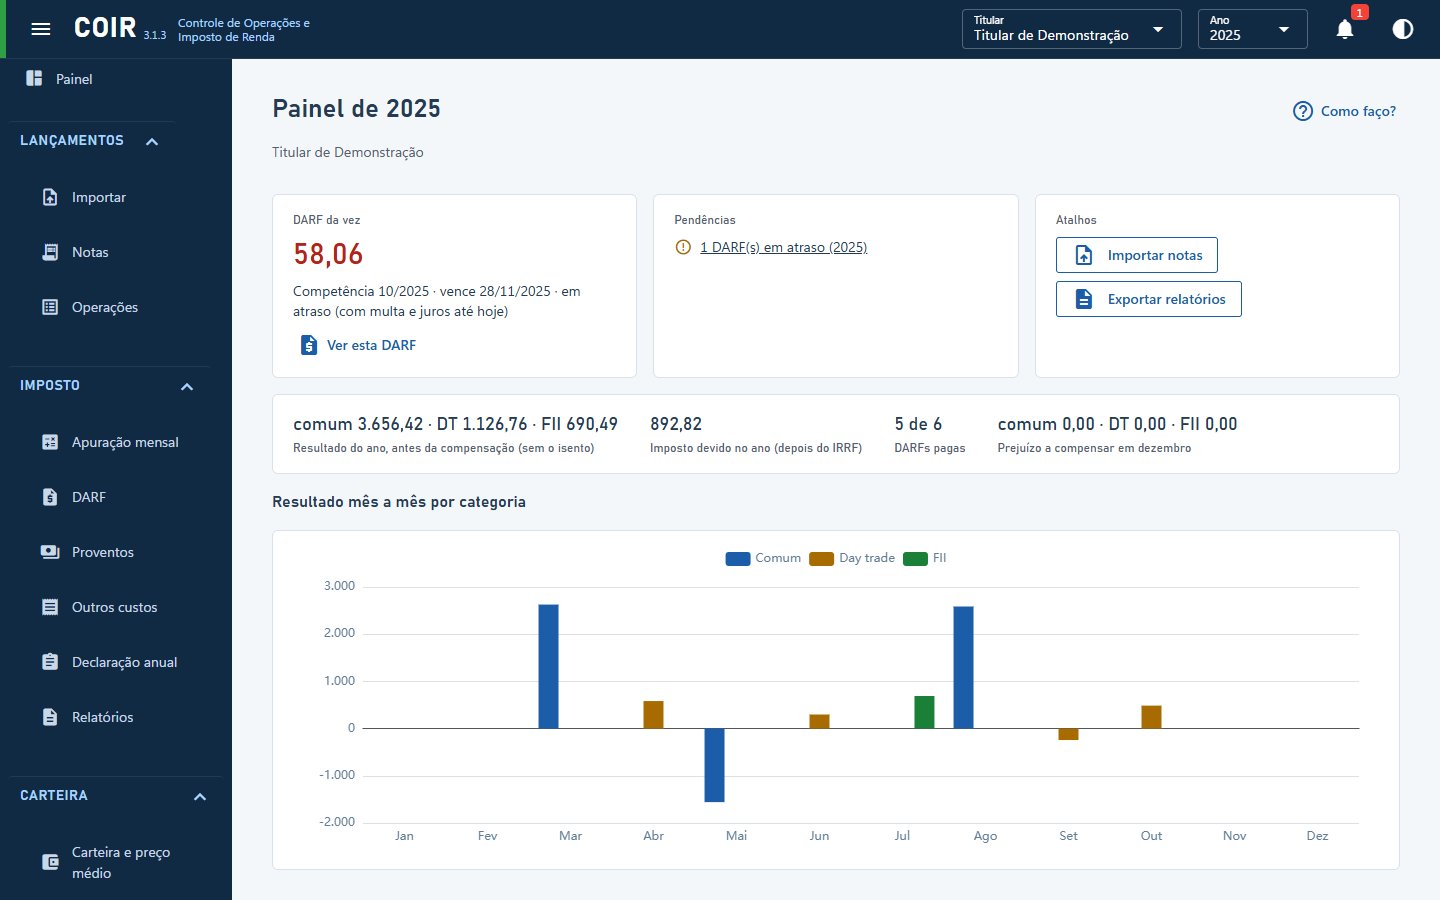 COIR 3.1.3
Controle de Operações e
Imposto de Renda
Titular
Titular de Demonstração
Ano
2025
1
Painel
LANÇAMENTOS
Importar
Notas
Operações
IMPOSTO
Apuração mensal
DARF
Proventos
Outros custos
Declaração anual
Relatórios
CARTEIRA
Carteira e preço
médio
Painel de 2025
Como faço?
Titular de Demonstração
DARF da vez
58,06
Competência 10/2025 · vence 28/11/2025 · em
atraso (com multa e juros até hoje)
Ver esta DARF
Pendências
1 DARF(s) em atraso (2025)
Atalhos
Importar notas
Exportar relatórios
comum 3.656,42 · DT 1.126,76 · FII 690,49
Resultado do ano, antes da compensação (sem o isento)
892,82
Imposto devido no ano (depois do IRRF)
5 de 6
DARFs pagas
comum 0,00 · DT 0,00 · FII 0,00
Prejuízo a compensar em dezembro
Resultado mês a mês por categoria
Comum Day trade FII
3.000
2.000
1.000
0
-1.000
-2.000
Jan Fev Mar Abr Mai Jun Jul Ago Set Out Nov Dez